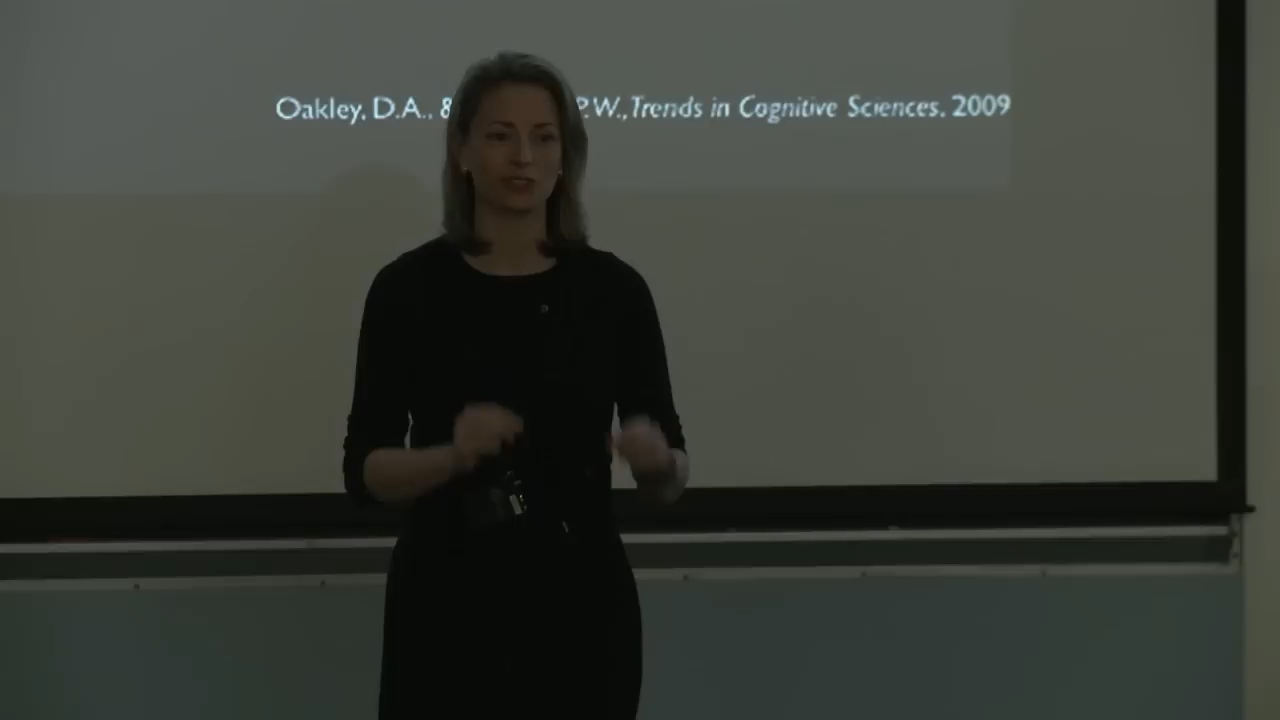 Oakley, D.A., & P.W., Trends in Cognitive Sciences, 2009